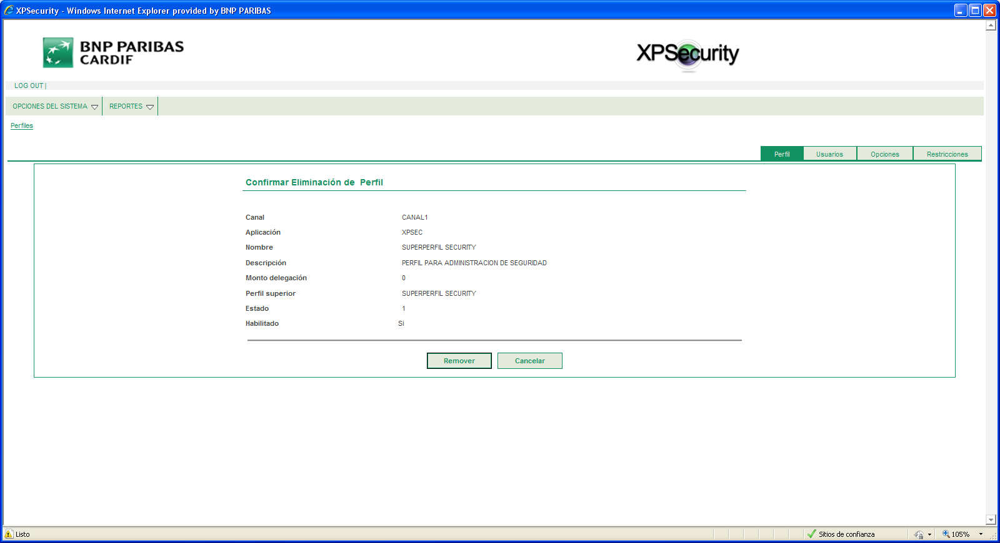 XPSecurity - Windows Internet Explorer provided by BNP PARIBAS
BNP PARIBAS
CARDIF
XPSecurity
LOG OUT |
OPCIONES DEL SISTEMA
REPORTES
Perfiles
Perfil
Usuarios
Opciones
Restricciones
Confirmar Eliminación de  Perfil
Canal CANAL1
Aplicación XPSEC
Nombre SUPERPERFIL SECURITY
Descripción PERFIL PARA ADMINISTRACION DE SEGURIDAD
Monto delegación 0
Perfil superior SUPERPERFIL SECURITY
Estado 1
Habilitado Si
Remover
Cancelar
Listo
Sitios de confianza
105%